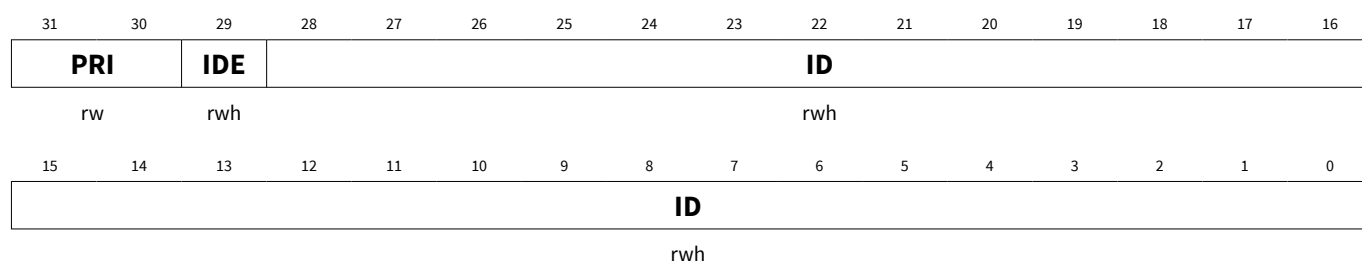 31 30 29 28 27 26 25 24 23 22 21 20 19 18 17 16
PRI IDE ID
rw rwh rwh
15 14 13 12 11 10 9 8 7 6 5 4 3 2 1 0
ID
rwh